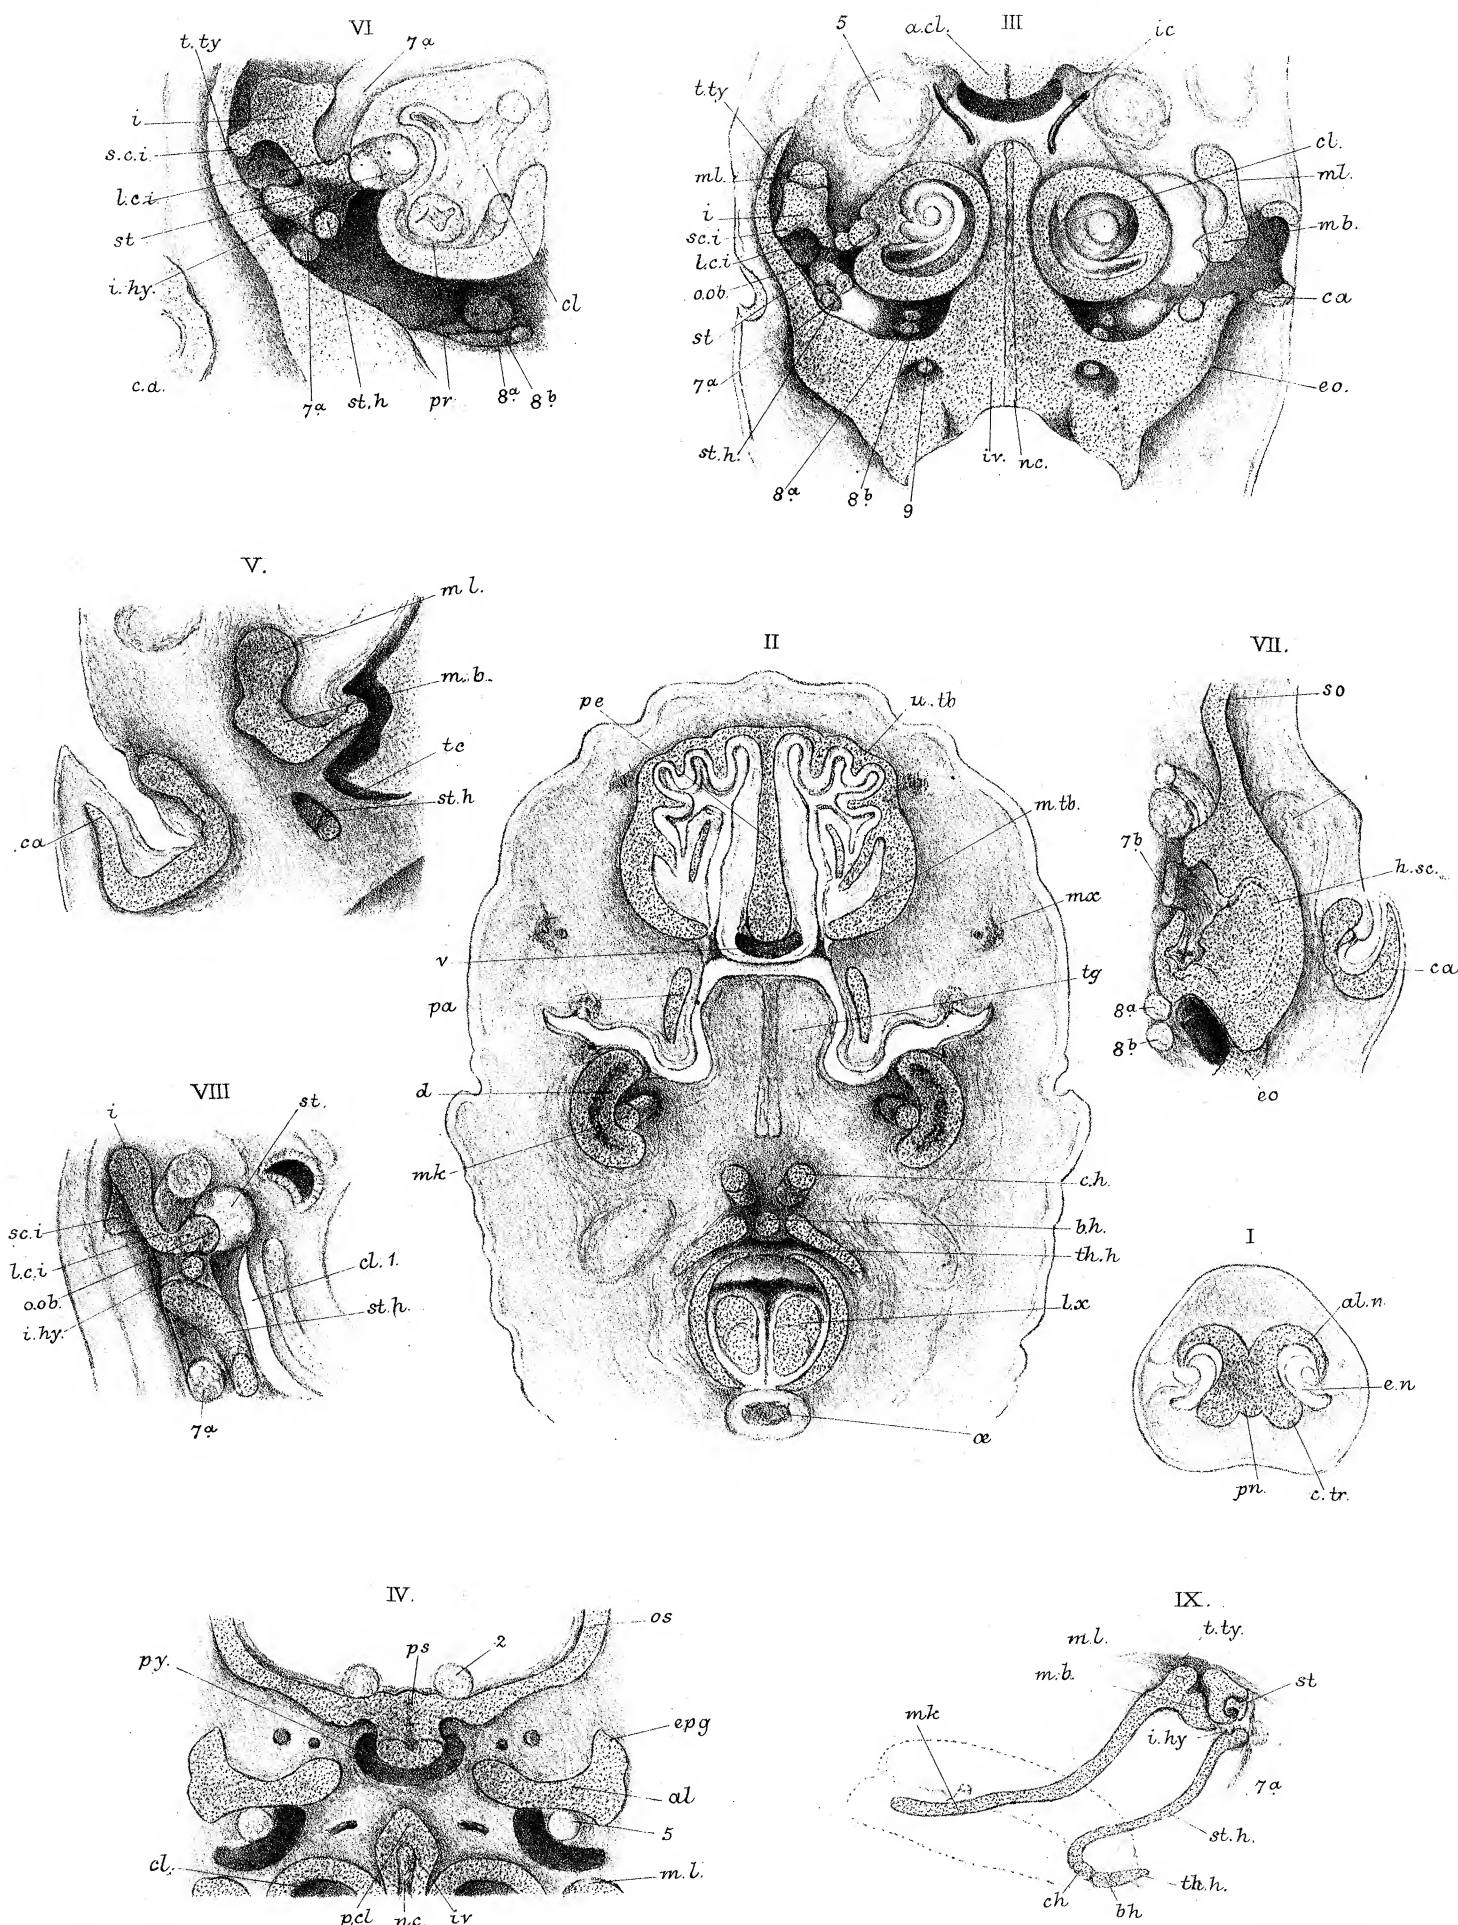 VI
t.ty
7a
i
s.c.i
l.c.i
st
i.hy.
c.a.
7a
st.h
pr
8a
8b
cl
III
5
a.cl.
ic
t.ty
ml.
i
sc.i
l.c.i
o.ob.
st
7a
st.h.
8a
8b
9
iv.
nc.
cl.
ml.
m.b.
ca
eo.
V.
m.l.
m.b.
tc
st.h
ca
II
pe
u.tb
m.tb.
mx
v
tg
pa
d
mk
c.h.
b.h.
th.h
l.x
œ
VII.
so
7b
h.sc.
ca
8a
8b
eo
VIII
i
st.
sc.i
l.c.i
o.ob.
i.hy.
cl.1.
st.h.
7a
I
al.n.
e.n
pn.
c.tr.
IV.
os
ps
2
py.
epg
al
5
cl.
m.l.
p.cl
n.c.
iv
IX.
m.l.
t.ty.
m.b.
st
mk
i.hy
7a
st.h.
th.h.
ch
bh